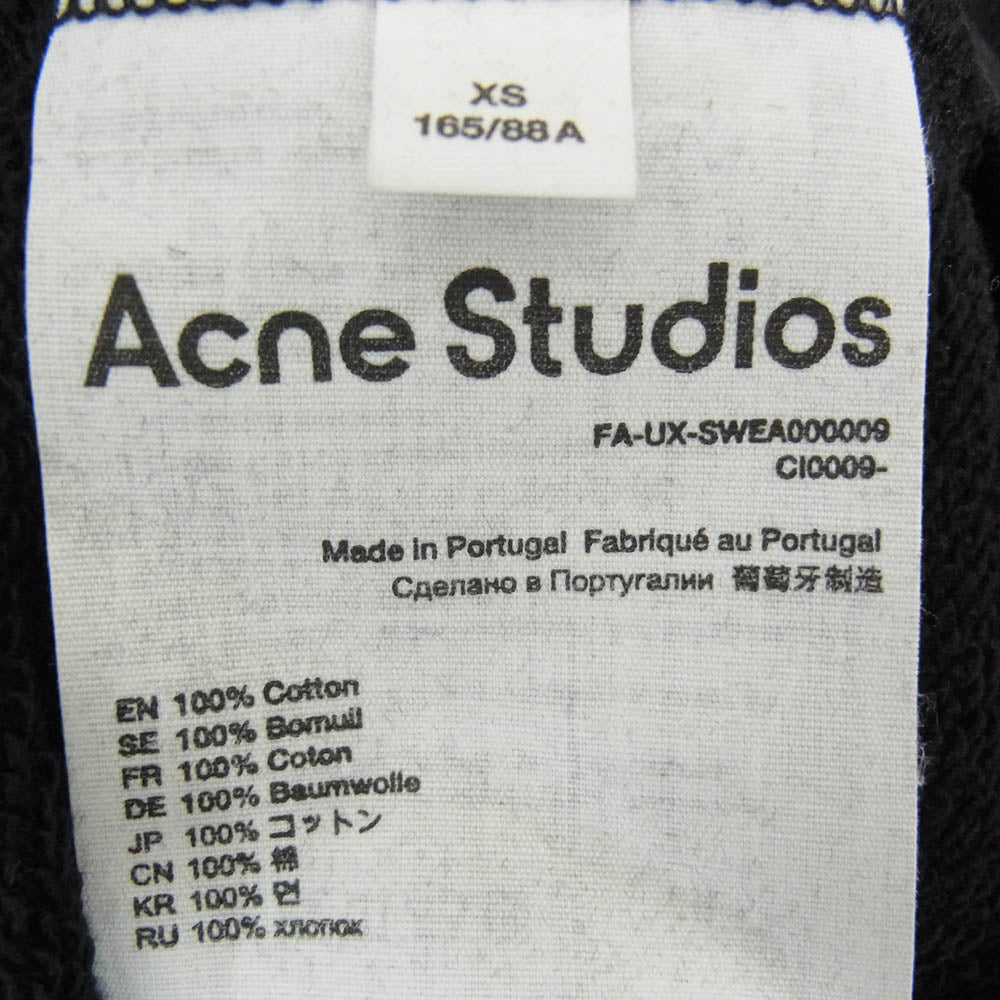 XS
165/88 A
Acne Studios
FA-UX-SWEA000009
CI0009-
Made in Portugal Fabriqué au Portugal
Сделано в Португалии 葡萄牙制造
EN 100% Cotton
SE 100% Bomull
FR 100% Coton
DE 100% Baumwolle
JP 100% コットン
CN 100% 棉
KR 100% 면
RU 100% хлопок